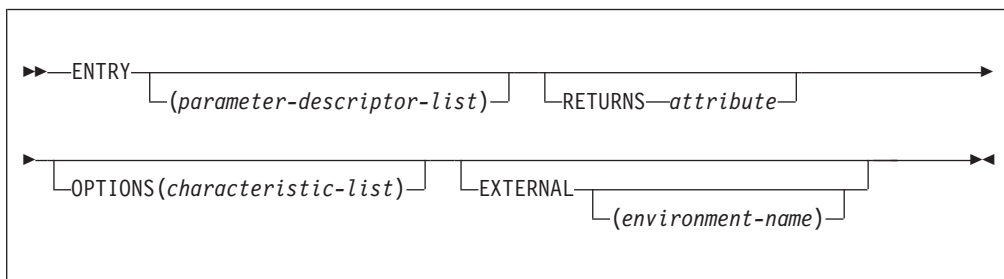 ENTRY
(parameter-descriptor-list)
RETURNS attribute
OPTIONS(characteristic-list)
EXTERNAL
(environment-name)